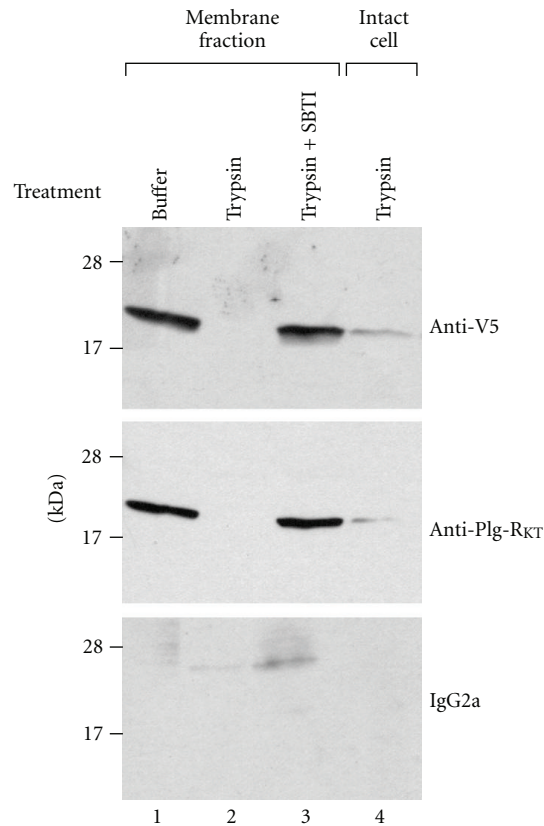 Membrane fraction
Intact cell
Treatment
Buffer
Trypsin
Trypsin + SBTI
Trypsin
28
17
Anti-V5
(kDa)
28
17
Anti-Plg-RKT
28
17
IgG2a
1 2 3 4